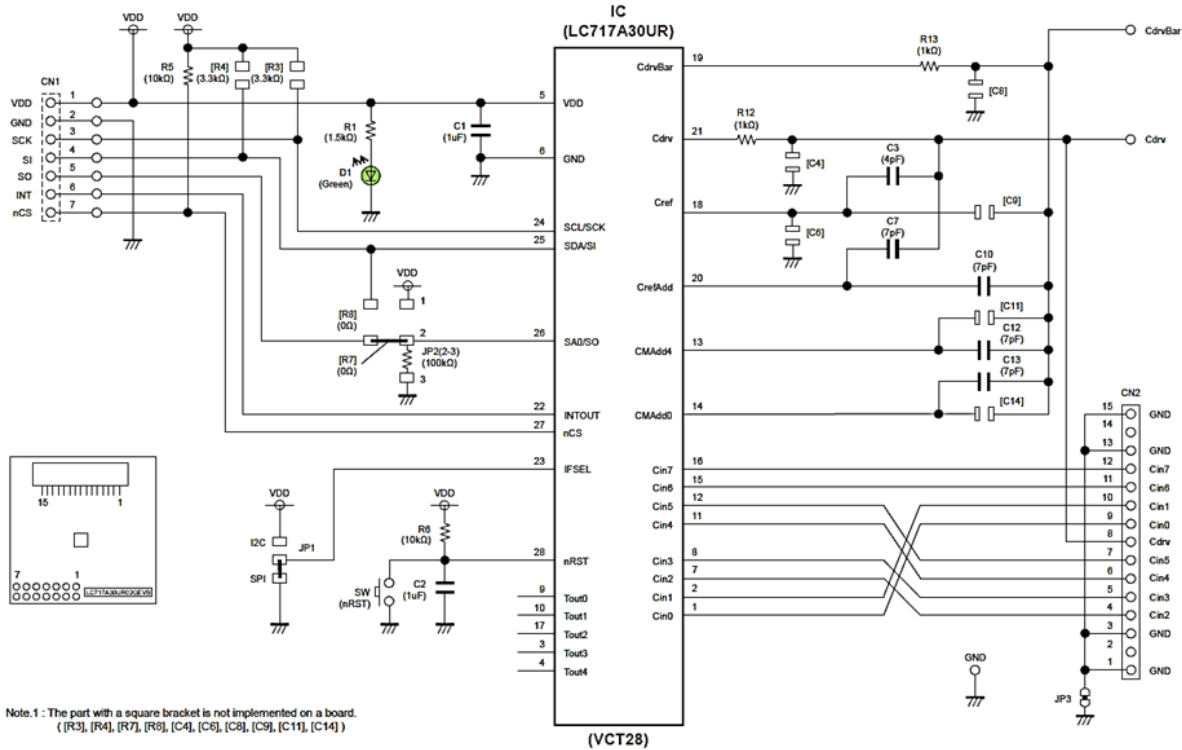 IC
(LC717A30UR)
VDD
VDD
R5
(10kΩ)
[R4]
(3.3kΩ)
[R3]
(3.3kΩ)
CN1
VDD 1
GND 2
SCK 3
SI 4
SO 5
INT 6
nCS 7
R1
(1.5kΩ)
D1
(Green)
C1
(1uF)
5 VDD
6 GND
24 SCL/SCK
25 SDA/SI
VDD
1
[R8]
(0Ω)
2
[R7]
(0Ω)
JP2(2-3)
(100kΩ)
3
26 SA0/SO
22 INTOUT
27 nCS
23 IFSEL
VDD
I2C
JP1
SPI
VDD
R6
(10kΩ)
SW
(nRST)
C2
(1uF)
28 nRST
9 Tout0
10 Tout1
17 Tout2
3 Tout3
4 Tout4
CdrvBar 19
R13
(1kΩ)
[C8]
CdrvBar
Cdrv 21
R12
(1kΩ)
[C4]
C3
(4pF)
Cdrv
Cref 18
[C6]
[C9]
C7
(7pF)
CrefAdd 20
C10
(7pF)
[C11]
CMAdd4 13
C12
(7pF)
C13
(7pF)
CMAdd0 14
[C14]
Cin7 16
Cin6 15
Cin5 12
Cin4 11
Cin3 8
Cin2 7
Cin1 2
Cin0 1
CN2
15 GND
14
13 GND
12 Cin7
11 Cin6
10 Cin1
9 Cin0
8 Cdrv
7 Cin5
6 Cin4
5 Cin3
4 Cin2
3 GND
2
1 GND
GND
JP3
15 1
7 1
LC717A30UR02GEVB
(VCT28)
Note.1 : The part with a square bracket is not implemented on a board.
( [R3], [R4], [R7], [R8], [C4], [C6], [C8], [C9], [C11], [C14] )